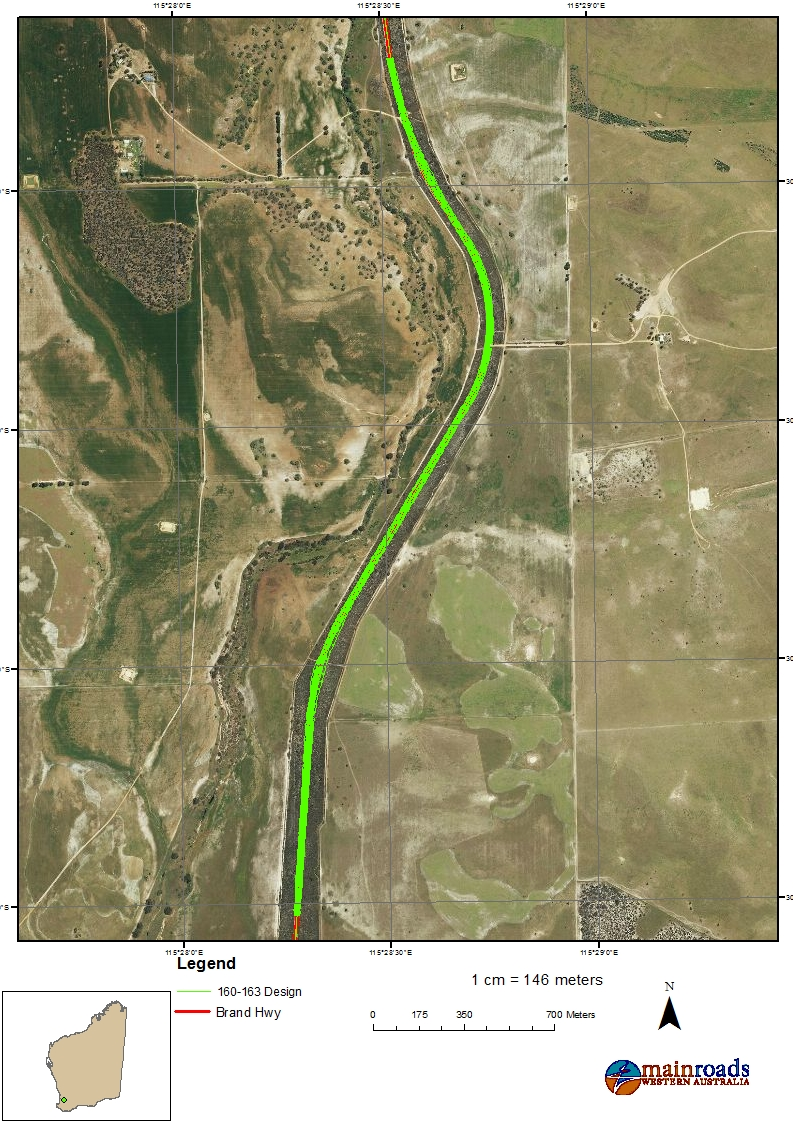 115°28'0"E 115°28'30"E 115°29'0"E
115°28'0"E 115°28'30"E 115°29'0"E
Legend
160-163 Design
Brand Hwy
1 cm = 146 meters
0 175 350 700 Meters
N
mainroads
WESTERN AUSTRALIA